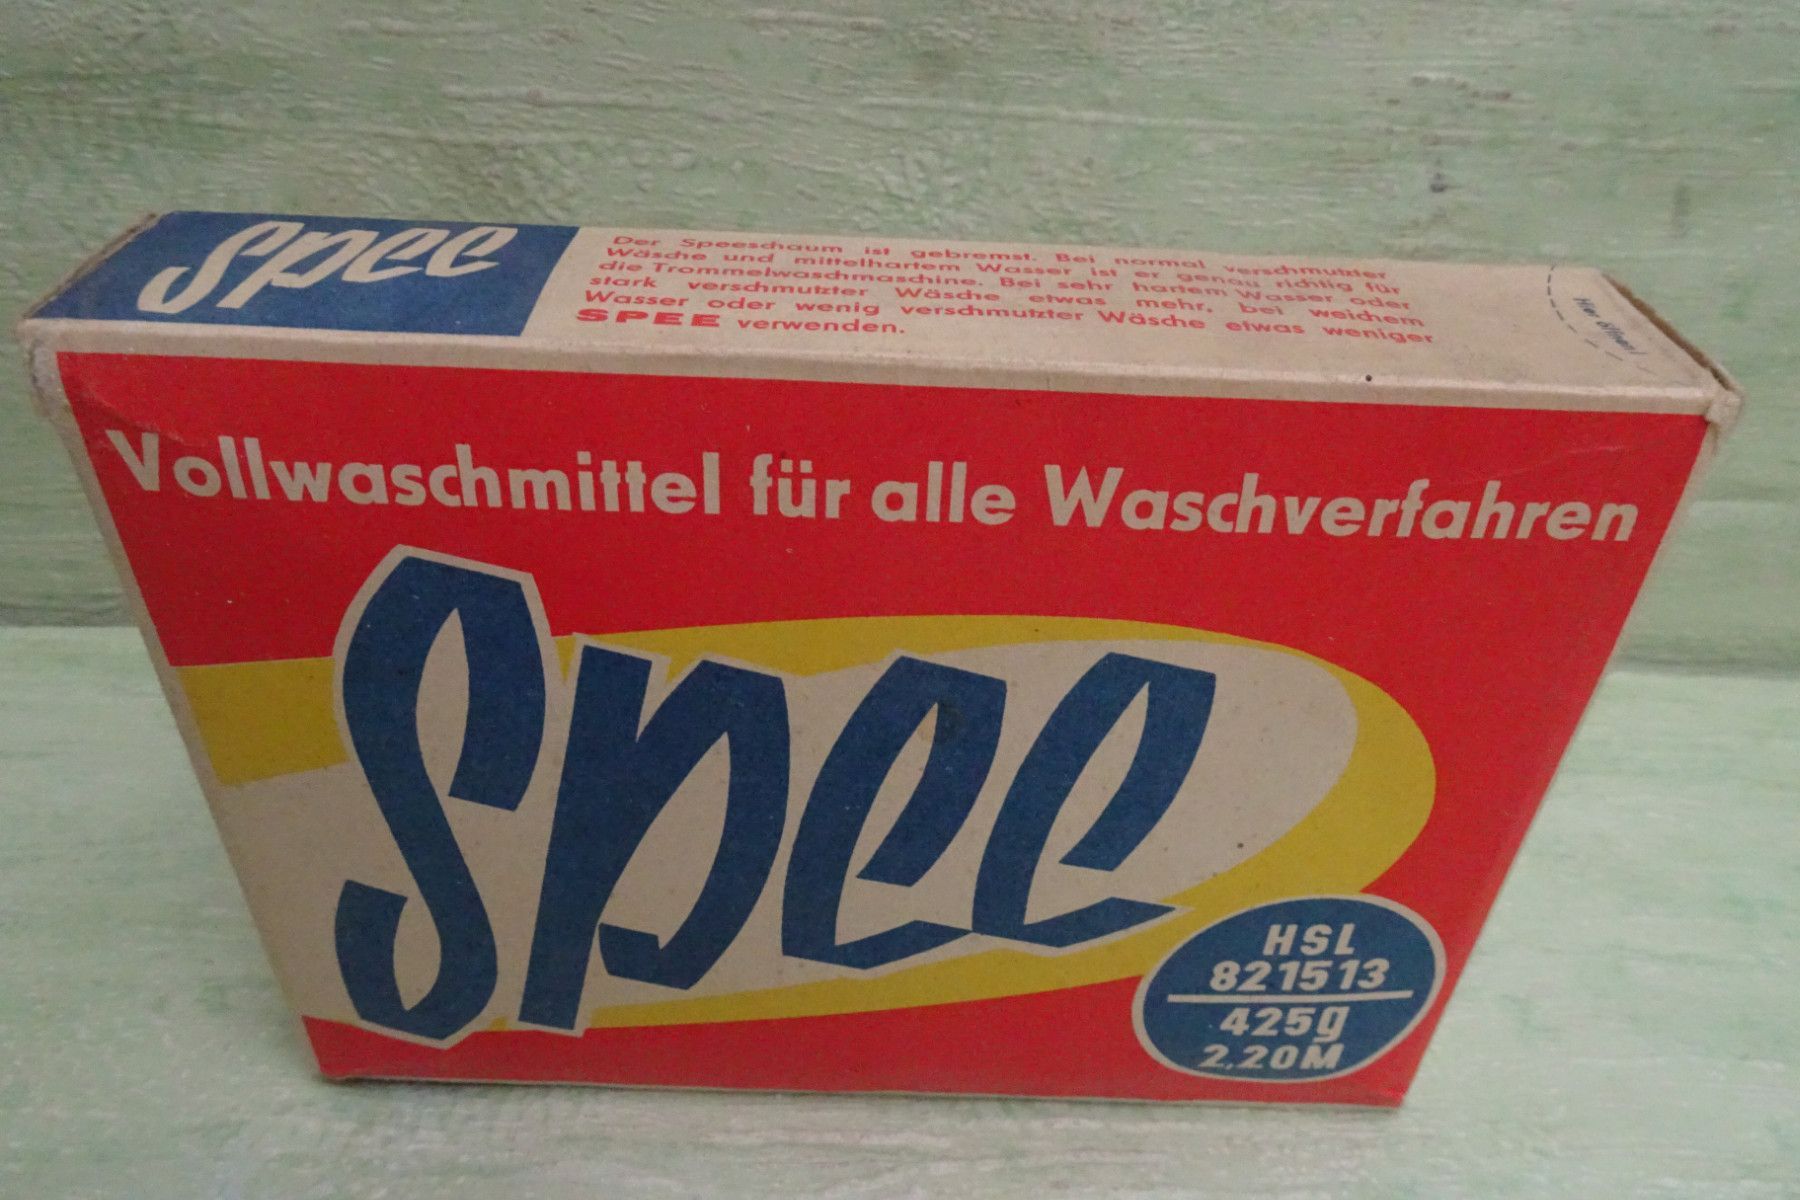 Spee
Der Speeschaum ist gebremst. Bei normal verschmutzter
Wäsche und mittelhartem Wasser ist er genau richtig für
die Trommelwaschmaschine. Bei sehr hartem Wasser oder
stark verschmutzter Wäsche etwas mehr, bei weichem
Wasser oder wenig verschmutzter Wäsche etwas weniger
SPEE verwenden.
Hier öffnen!
Vollwaschmittel für alle Waschverfahren
Spee
HSL
821513
425g
2,20M